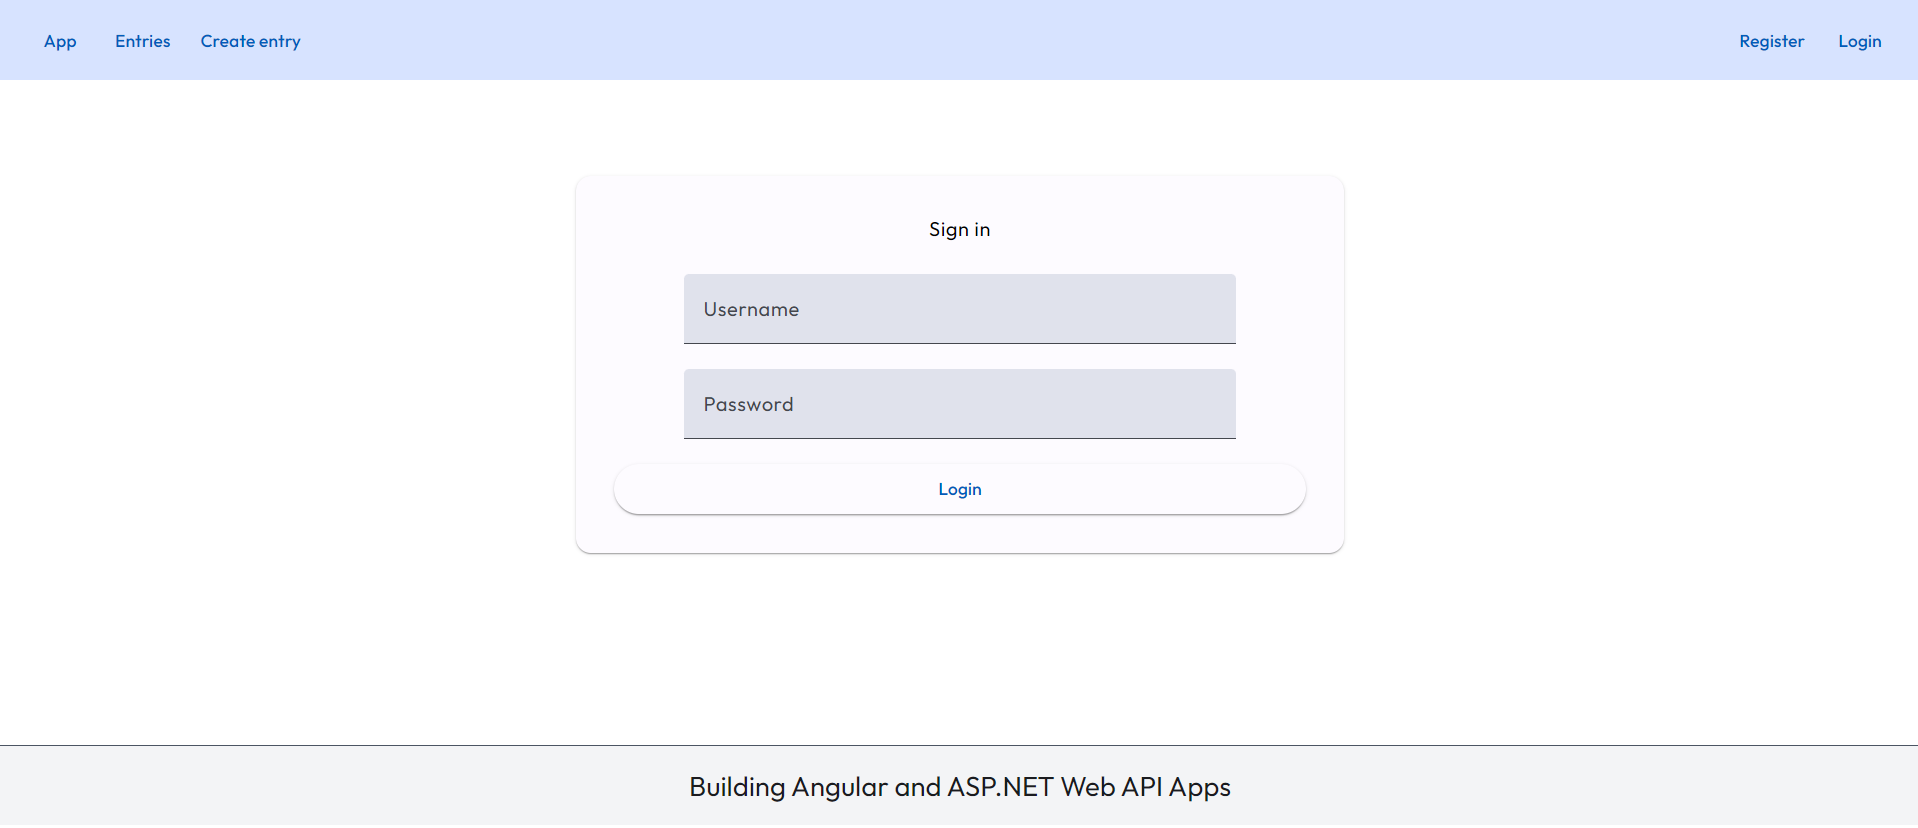 App Entries Create entry Register Login
Sign in
Username
Password
Login
Building Angular and ASP.NET Web API Apps